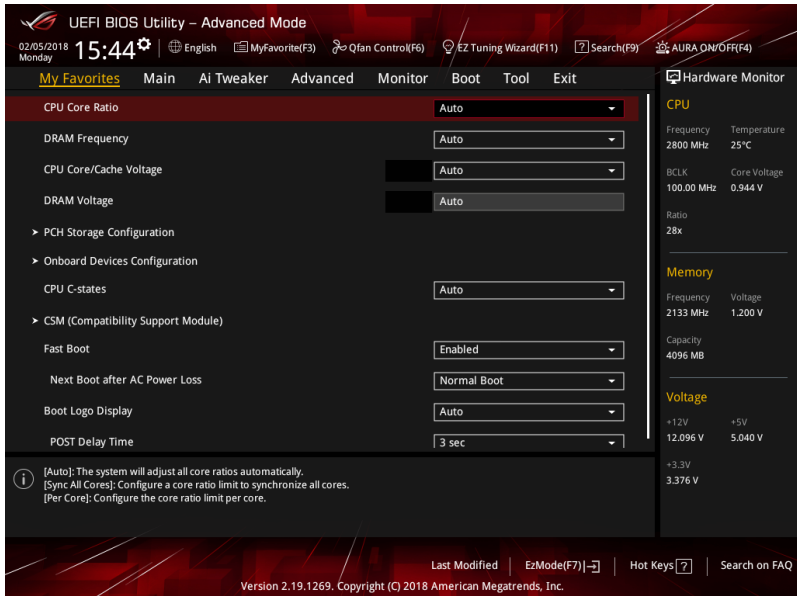 UEFI BIOS Utility – Advanced Mode
02/05/2018 Monday 15:44 English MyFavorite(F3) Qfan Control(F6) EZ Tuning Wizard(F11) ? Search(F9) AURA ON/OFF(F4)
My Favorites Main Ai Tweaker Advanced Monitor Boot Tool Exit
CPU Core Ratio Auto
DRAM Frequency Auto
CPU Core/Cache Voltage Auto
DRAM Voltage Auto
> PCH Storage Configuration
> Onboard Devices Configuration
CPU C-states Auto
> CSM (Compatibility Support Module)
Fast Boot Enabled
Next Boot after AC Power Loss Normal Boot
Boot Logo Display Auto
POST Delay Time 3 sec
[Auto]: The system will adjust all core ratios automatically.
[Sync All Cores]: Configure a core ratio limit to synchronize all cores.
[Per Core]: Configure the core ratio limit per core.
Hardware Monitor
CPU
Frequency Temperature
2800 MHz 25°C
BCLK Core Voltage
100.00 MHz 0.944 V
Ratio
28x
Memory
Frequency Voltage
2133 MHz 1.200 V
Capacity
4096 MB
Voltage
+12V +5V
12.096 V 5.040 V
+3.3V
3.376 V
Last Modified EzMode(F7) Hot Keys ? Search on FAQ
Version 2.19.1269. Copyright (C) 2018 American Megatrends, Inc.